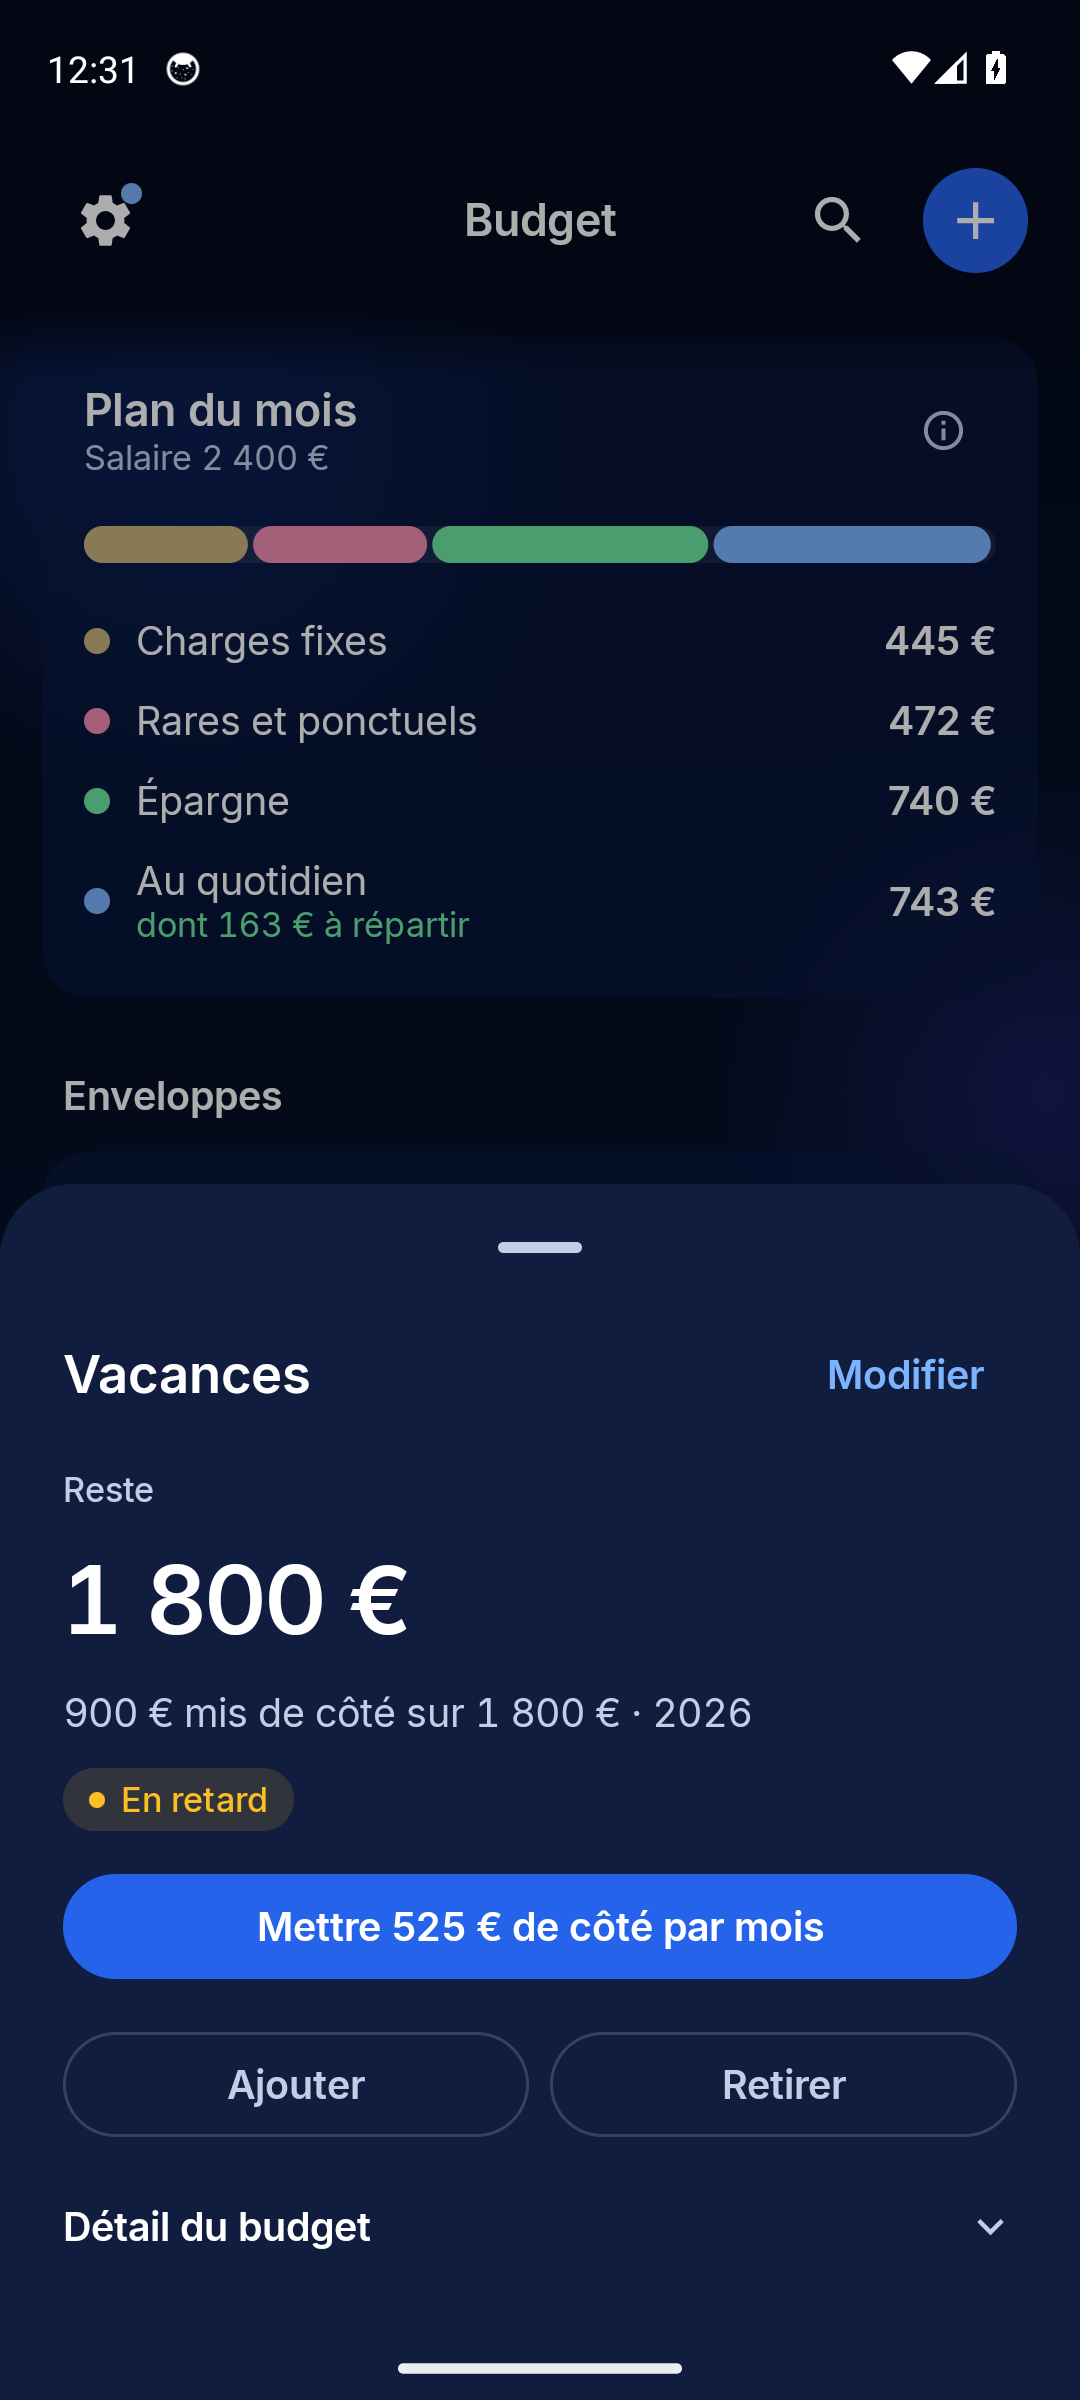 12:31
Budget
Plan du mois
Salaire 2 400 €
Charges fixes 445 €
Rares et ponctuels 472 €
Épargne 740 €
Au quotidien 743 €
dont 163 € à répartir
Enveloppes
Vacances Modifier
Reste
1 800 €
900 € mis de côté sur 1 800 € · 2026
En retard
Mettre 525 € de côté par mois
Ajouter Retirer
Détail du budget